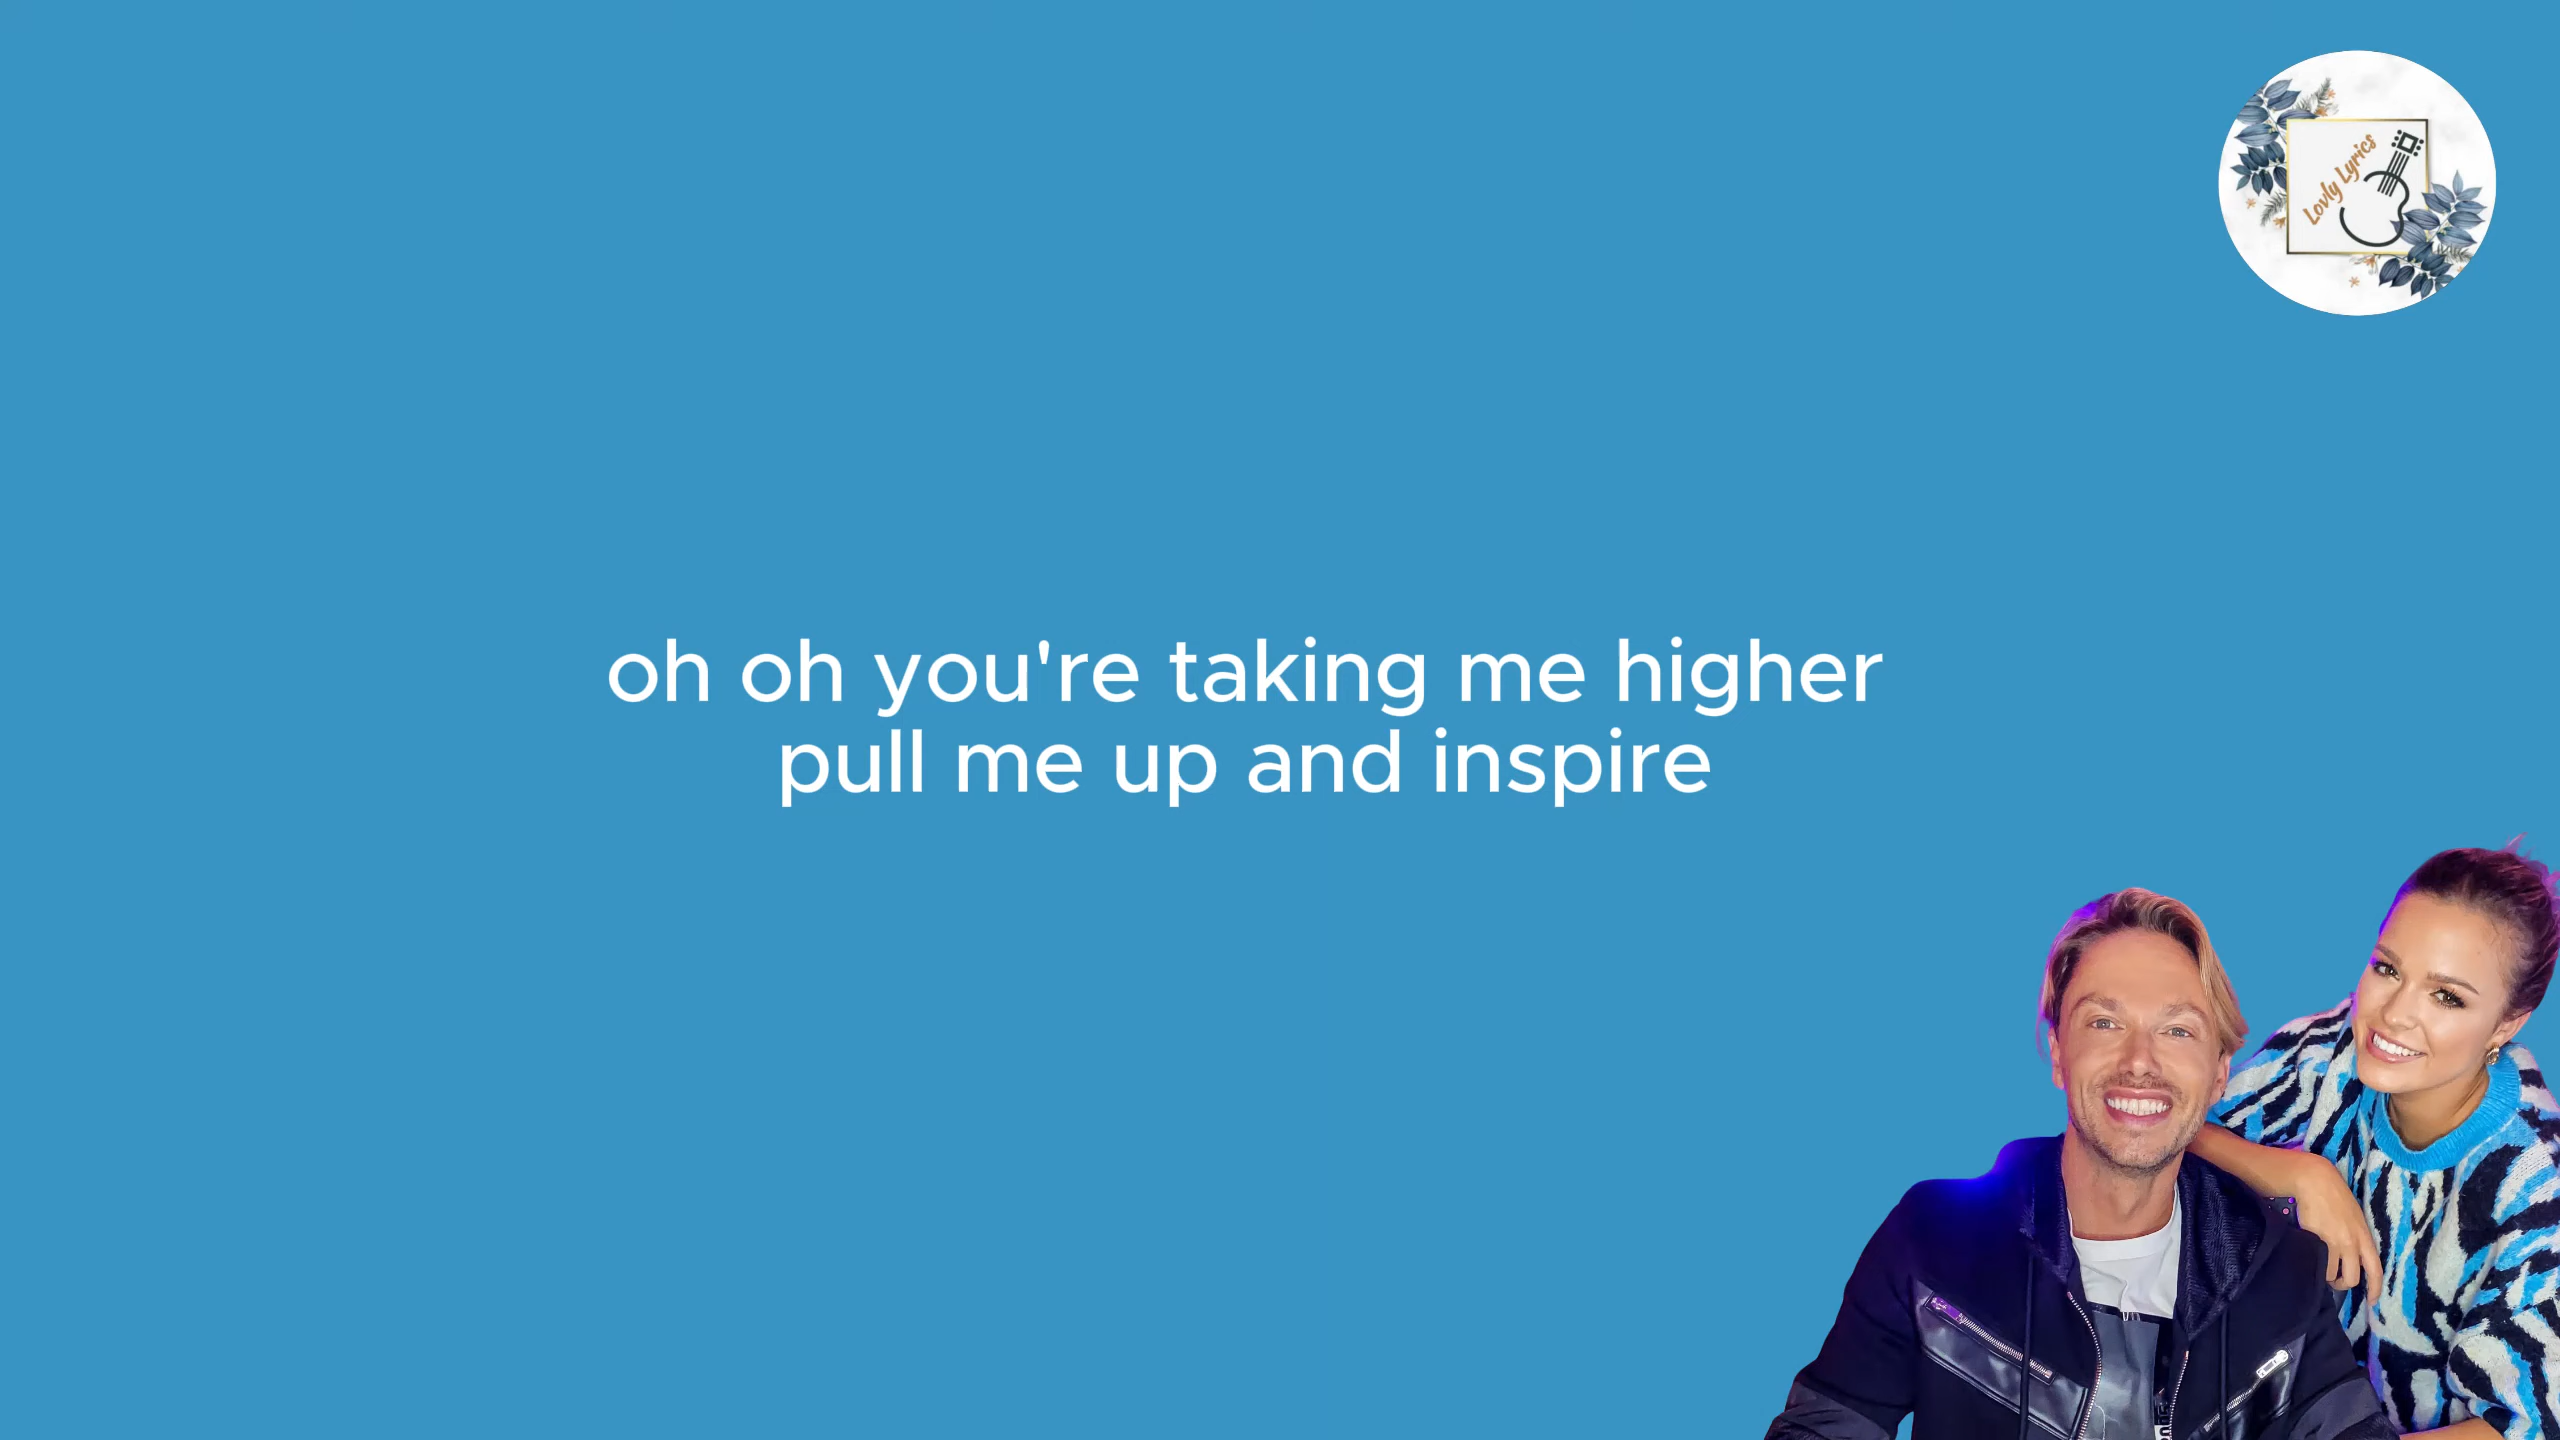 Lovly Lyrics
oh oh you're taking me higher
pull me up and inspire